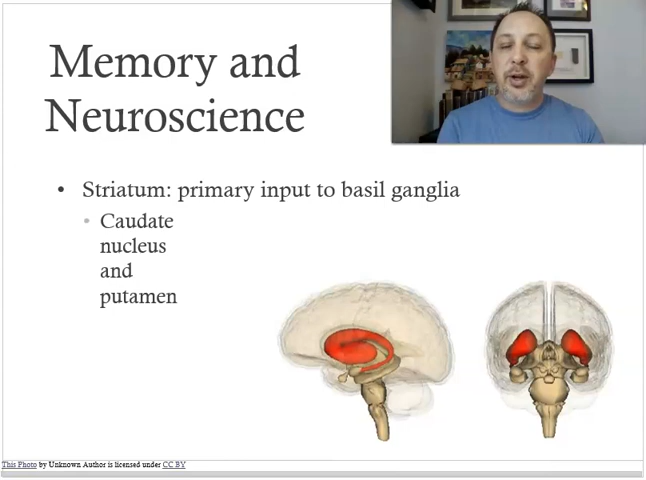 Memory and
Neuroscience
• Striatum: primary input to basil ganglia
• Caudate
nucleus
and
putamen
This Photo by Unknown Author is licensed under CC BY